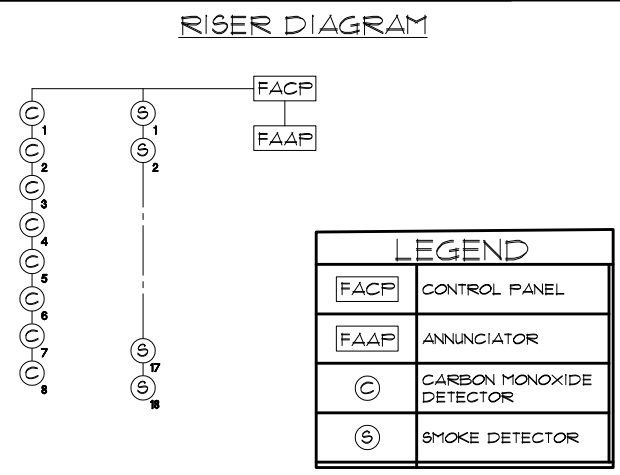 RISER DIAGRAM
FACP
C S
1 1
FAAP
C S
2 2
C
3
C
4
LEGEND
C
5
FACP CONTROL PANEL
C
6
FAAP ANNUNCIATOR
C S
7 17
C S
8 18
C CARBON MONOXIDE
DETECTOR
S SMOKE DETECTOR